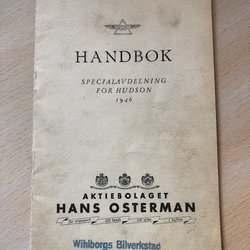 HANDBOK
SPECIALAVDELNING
FÖR HUDSON
1946
AKTIEBOLAGET
HANS OSTERMAN
Wihlborgs Bilverkstad